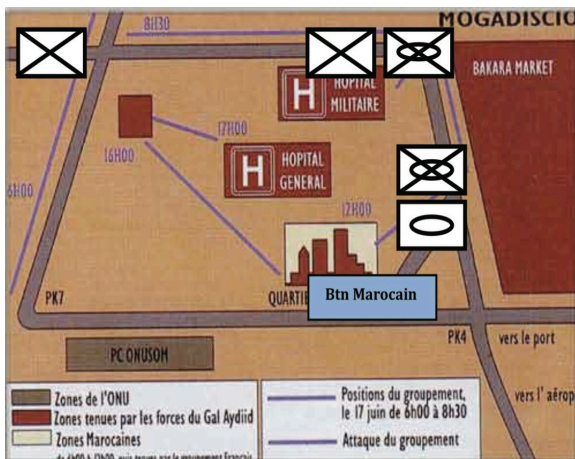 MOGADISCIO
8H30
BAKARA MARKET
H HOPITAL
MILITAIRE
17H00
16H00
H HOPITAL
GENERAL
6H00
12H00
Btn Marocain
PK7
PK4
vers le port
PC ONUSOM
vers l'
Zones de l'ONU
Zones tenues par les forces du Gal Aydiid
Zones Marocaines
Positions du groupement,
le 17 juin de 6h00 à 8h30
Attaque du groupement